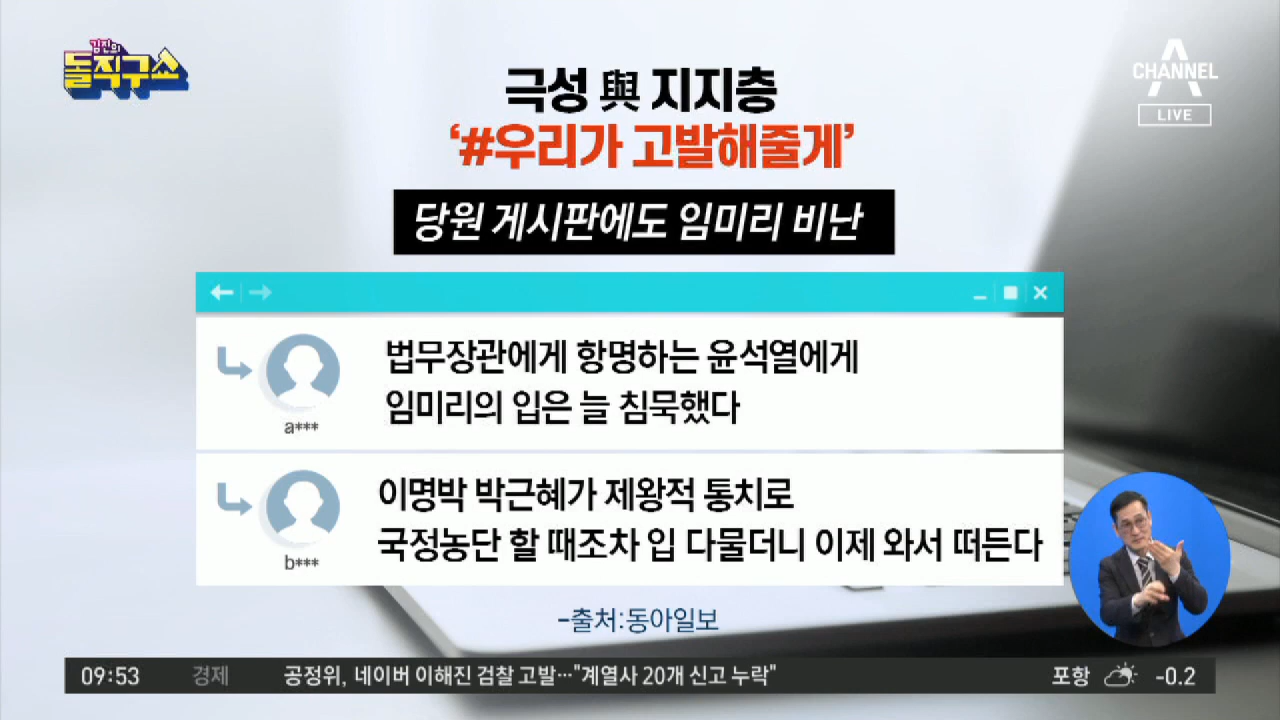 김진의
돌직구쇼
CHANNEL A
LIVE
극성 與 지지층
‘#우리가 고발해줄게’
당원 게시판에도 임미리 비난
법무장관에게 항명하는 윤석열에게
임미리의 입은 늘 침묵했다
a***
이명박 박근혜가 제왕적 통치로
국정농단 할 때조차 입 다물더니 이제 와서 떠든다
b***
-출처:동아일보
09:53 경제 공정위, 네이버 이해진 검찰 고발…"계열사 20개 신고 누락" 포항 -0.2